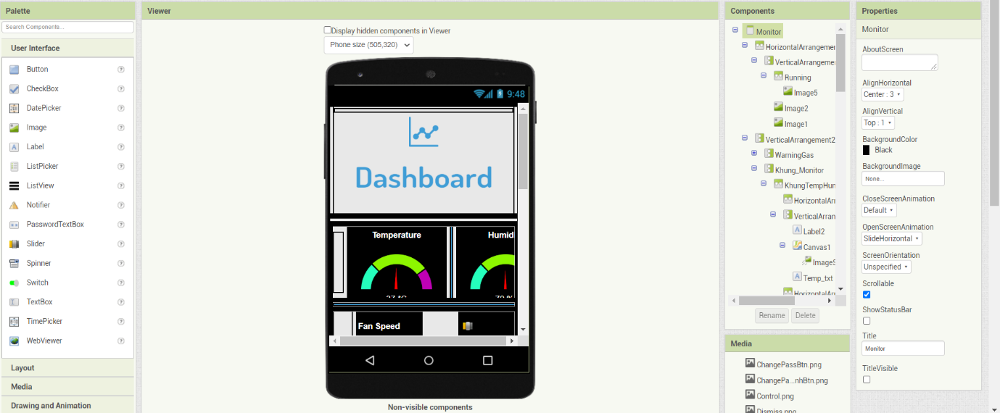 Palette
Search Components...
User Interface
Button
CheckBox
DatePicker
Image
Label
ListPicker
ListView
Notifier
PasswordTextBox
Slider
Spinner
Switch
TextBox
TimePicker
WebViewer
Layout
Media
Drawing and Animation
Viewer
Display hidden components in Viewer
Phone size (505,320)
9:48
Dashboard
Temperature
Humid
Fan Speed
Non-visible components
Components
Monitor
HorizontalArrangeme
VerticalArrangemen
Running
Image5
Image2
Image1
VerticalArrangement2
WarningGas
Khung_Monitor
KhungTempHun
HorizontalArr
VerticalArran
Label2
Canvas1
ImageS
Temp_txt
HorizontalArr
Rename
Delete
Media
ChangePassBtn.png
ChangePa...nhBtn.png
Control.png
Dismiss.png
Properties
Monitor
AboutScreen
AlignHorizontal
Center : 3
AlignVertical
Top : 1
BackgroundColor
Black
BackgroundImage
None...
CloseScreenAnimation
Default
OpenScreenAnimation
SlideHorizontal
ScreenOrientation
Unspecified
Scrollable
ShowStatusBar
Title
Monitor
TitleVisible